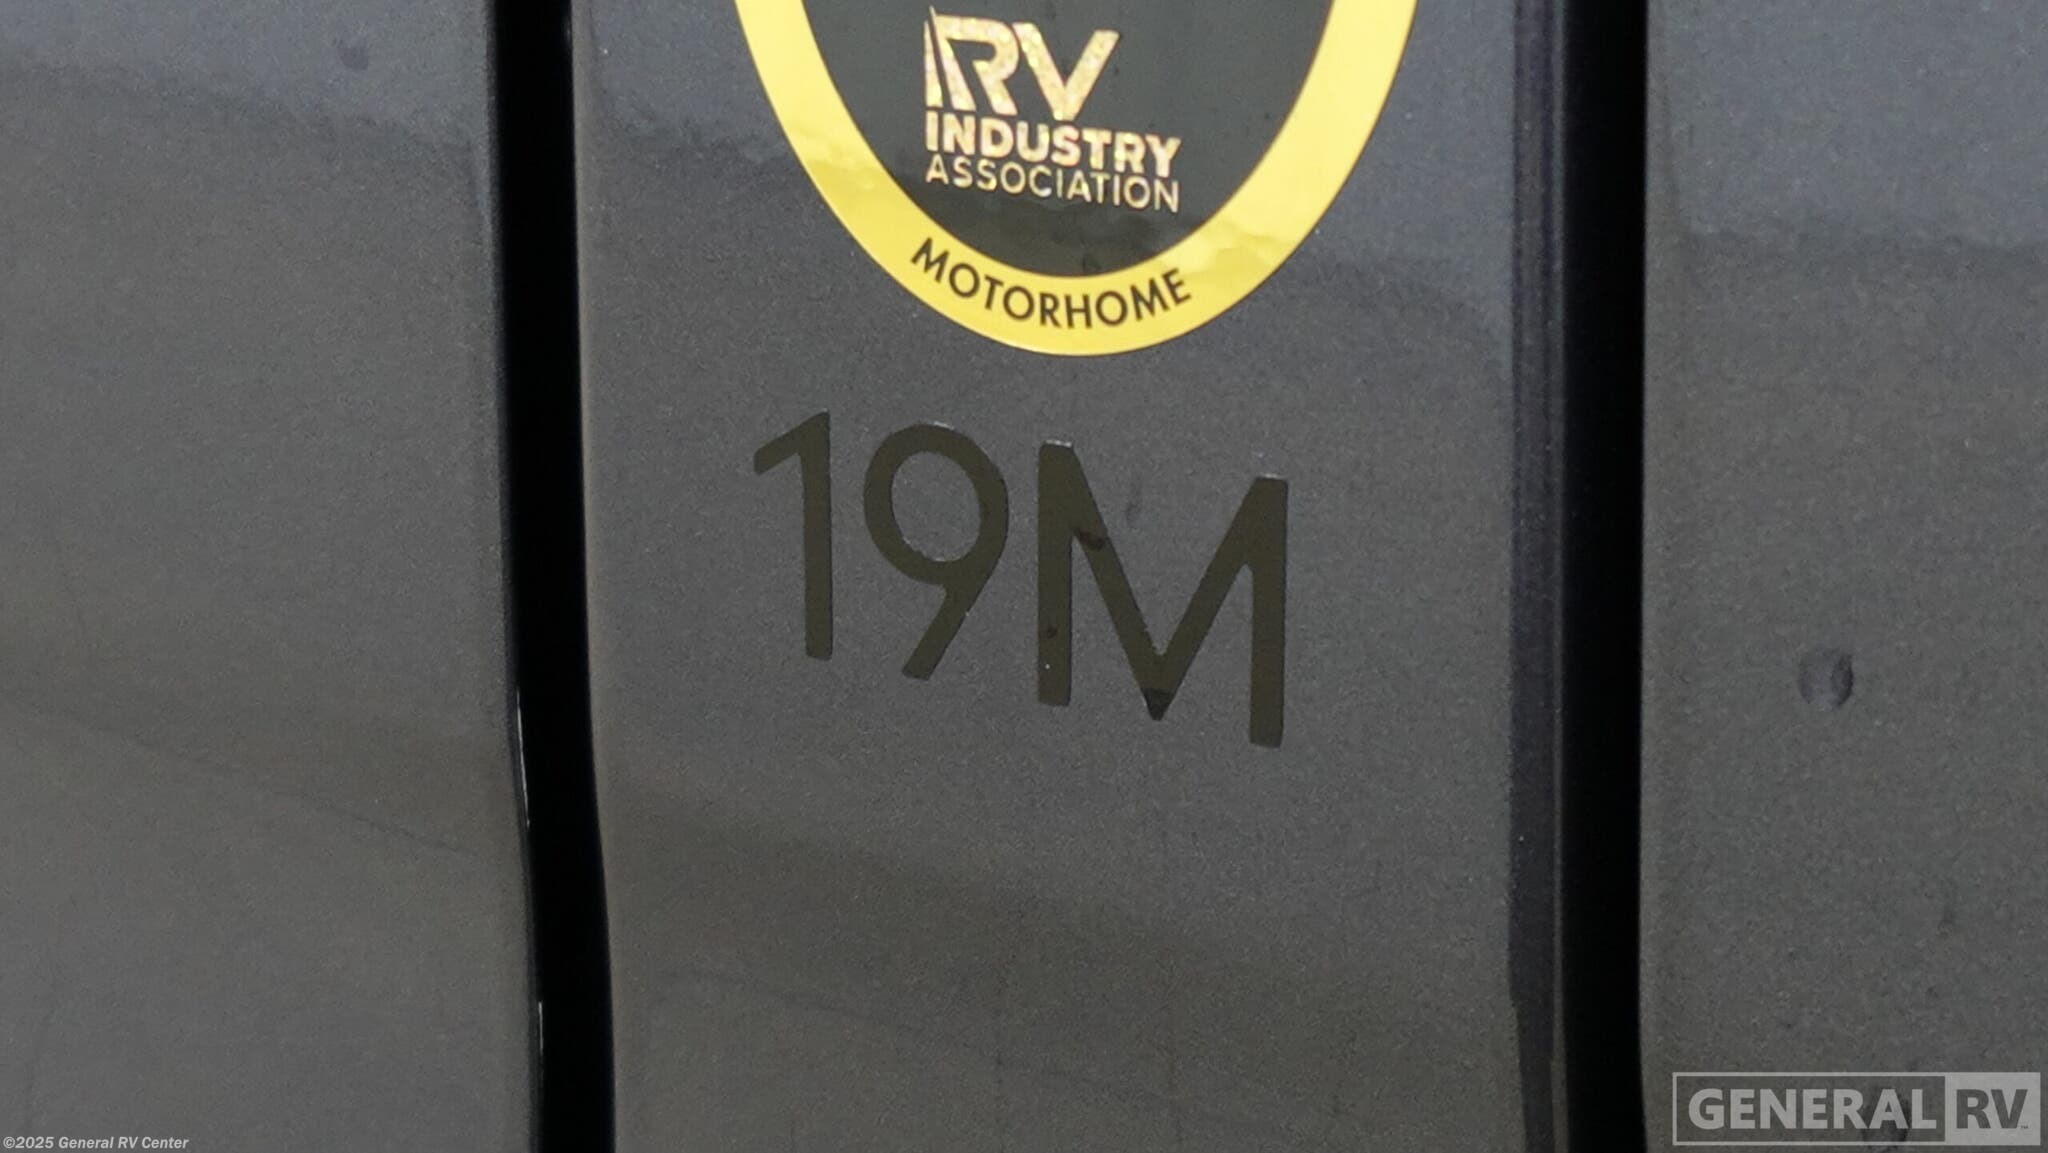 RV
INDUSTRY
ASSOCIATION
MOTORHOME
19M
GENERAL RV
©2025 General RV Center